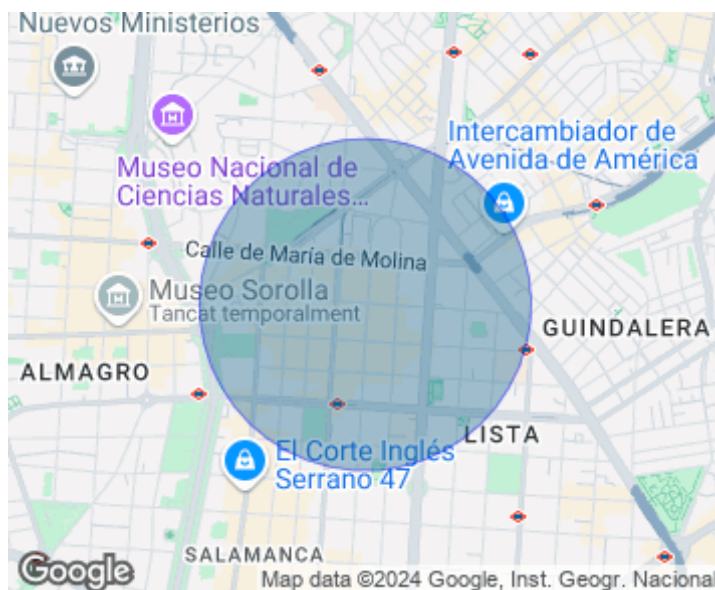 Nuevos Ministerios
Intercambiador de
Avenida de América
Museo Nacional de
Ciencias Naturales...
Calle de María de Molina
Museo Sorolla
Tancat temporalment
GUINDALERA
ALMAGRO
LISTA
El Corte Inglés
Serrano 47
SALAMANCA
Google
Map data ©2024 Google, Inst. Geogr. Nacional